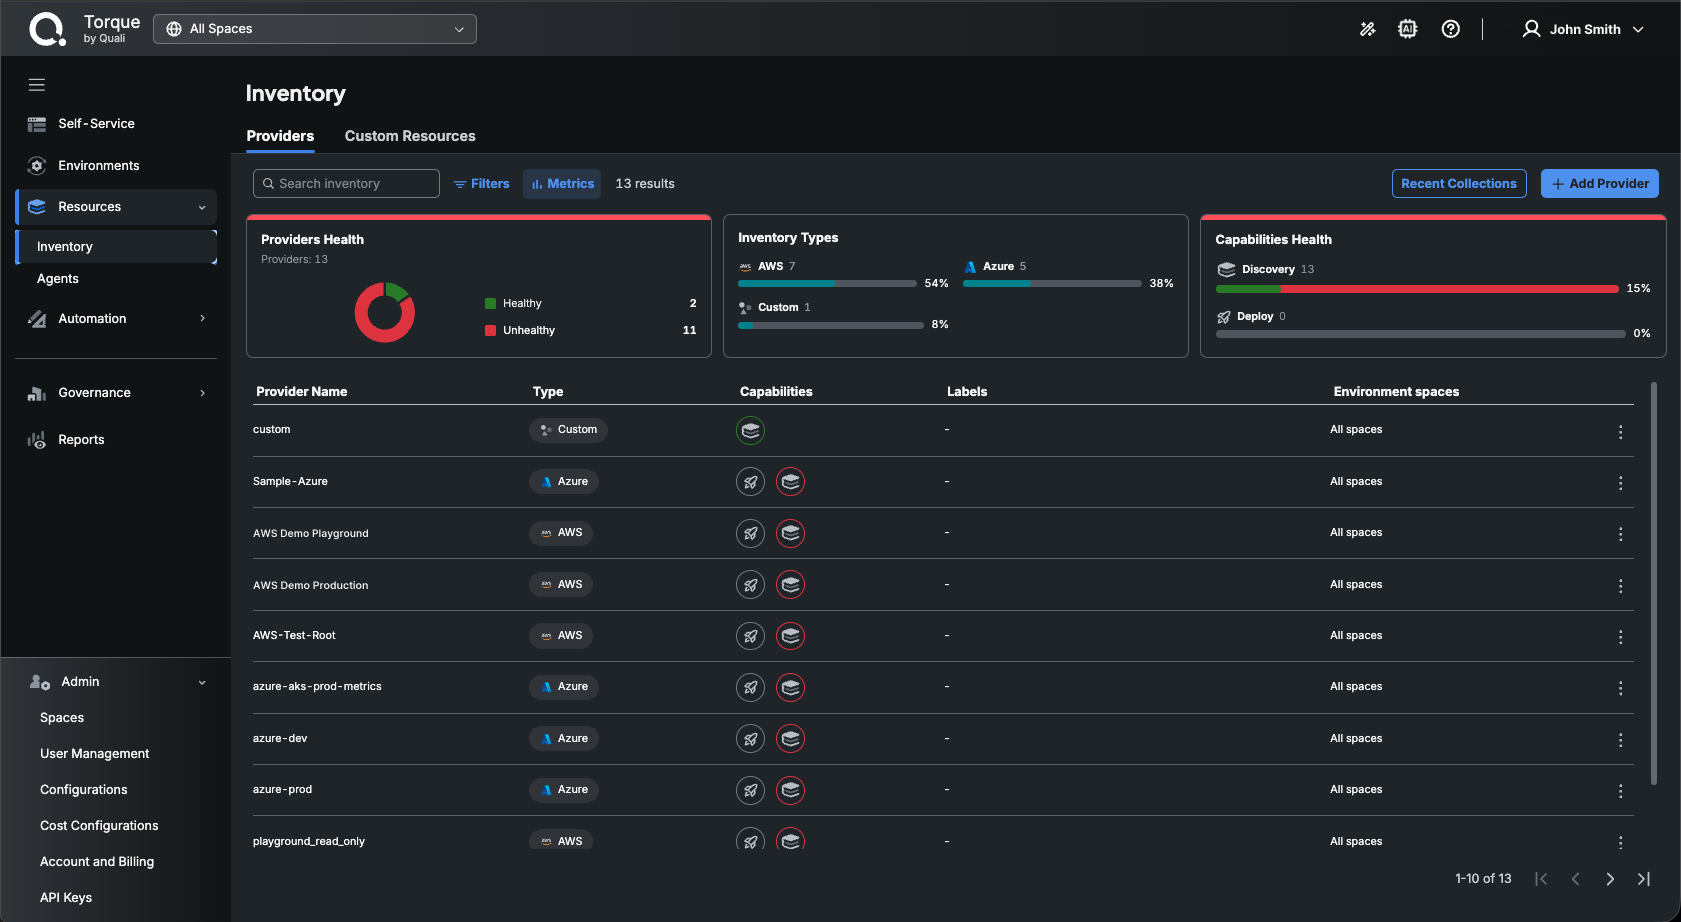 Torque
by Quali
All Spaces
AI
John Smith
Self-Service
Environments
Resources
Inventory
Agents
Automation
Governance
Reports
Admin
Spaces
User Management
Configurations
Cost Configurations
Account and Billing
API Keys
Inventory
Providers Custom Resources
Search inventory Filters Metrics 13 results Recent Collections + Add Provider
Providers Health
Providers: 13
Healthy 2
Unhealthy 11
Inventory Types
aws AWS 7 54%
Azure 5 38%
Custom 1 8%
Capabilities Health
Discovery 13 15%
Deploy 0 0%
Provider Name Type Capabilities Labels Environment spaces
custom Custom - All spaces
Sample-Azure Azure - All spaces
AWS Demo Playground aws AWS - All spaces
AWS Demo Production aws AWS - All spaces
AWS-Test-Root aws AWS - All spaces
azure-aks-prod-metrics Azure - All spaces
azure-dev Azure - All spaces
azure-prod Azure - All spaces
playground_read_only aws AWS - All spaces
1-10 of 13